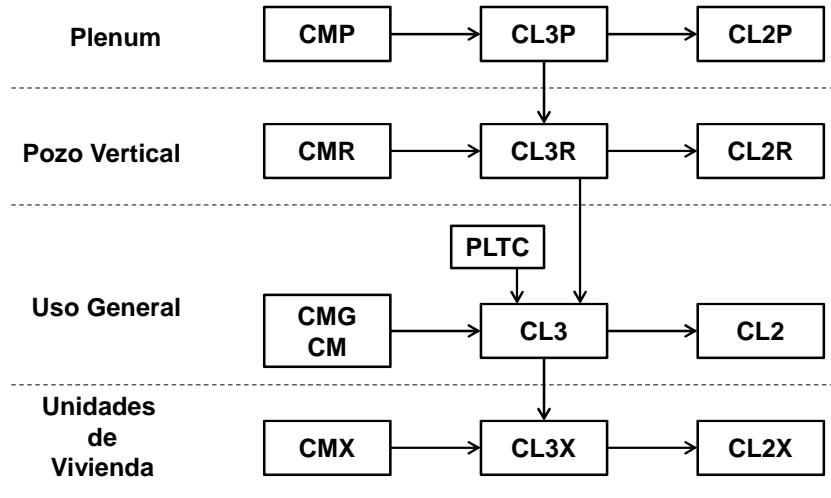 Plenum
CMP
CL3P
CL2P
Pozo Vertical
CMR
CL3R
CL2R
PLTC
Uso General
CMG
CM
CL3
CL2
Unidades
de
Vivienda
CMX
CL3X
CL2X